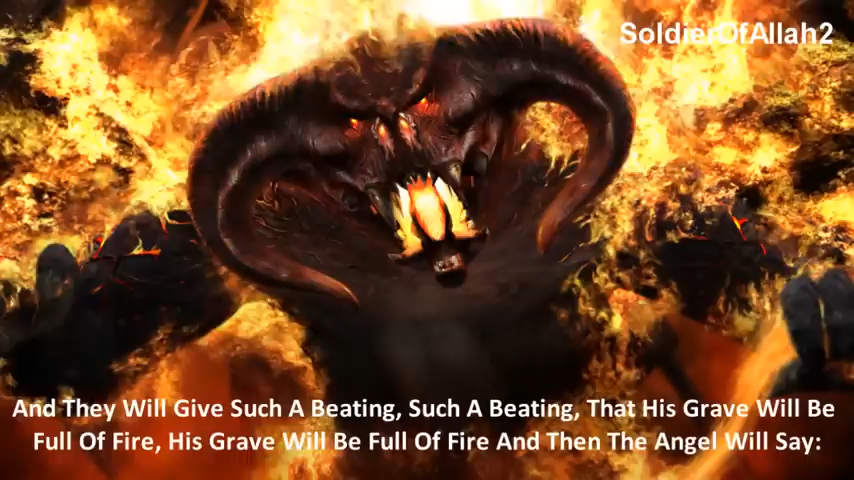 SoldierOfAllah2
And They Will Give Such A Beating, Such A Beating, That His Grave Will Be
Full Of Fire, His Grave Will Be Full Of Fire And Then The Angel Will Say: